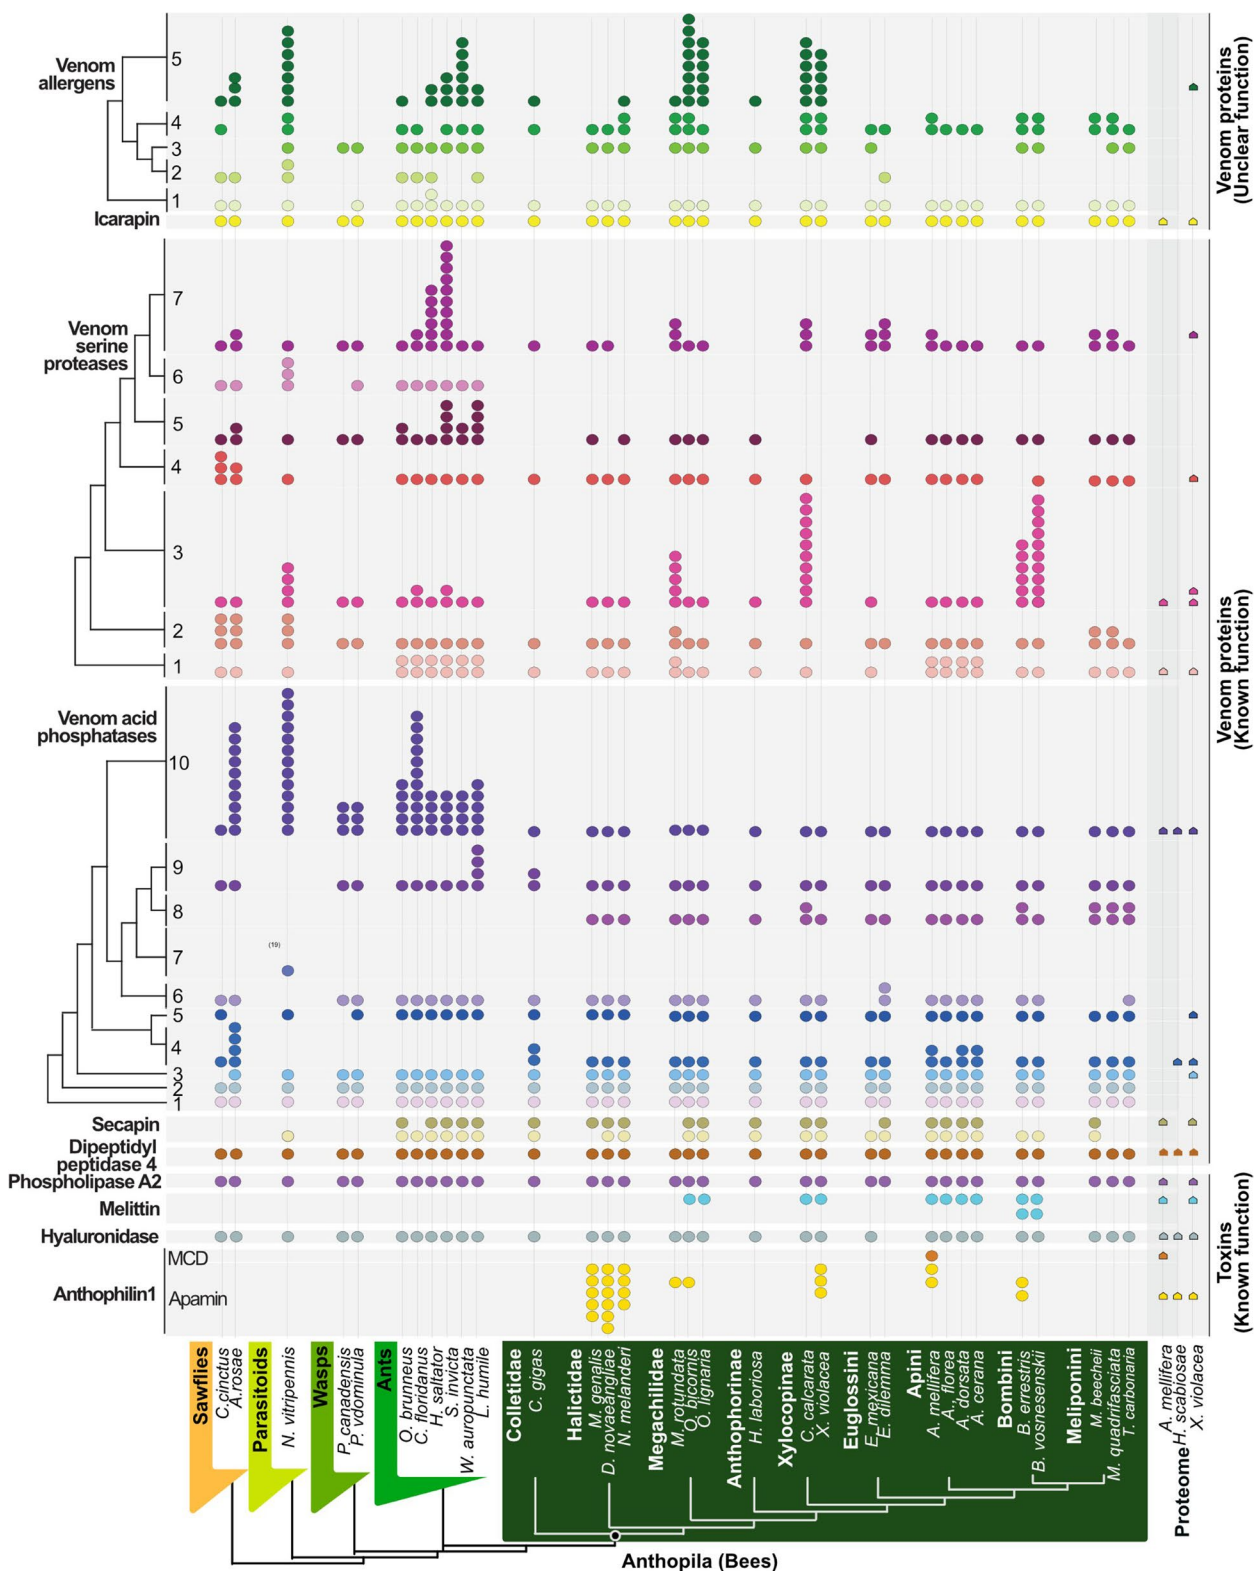 Venom
allergens
5
4
3
2
1
Icarapin
Venom proteins
(Unclear function)
Venom
serine
proteases
7
6
5
4
3
2
1
Venom proteins
(Known function)
Venom acid
phosphatases
10
9
8
7
(19)
6
5
4
3
2
1
Secapin
Dipeptidyl
peptidase 4
Phospholipase A2
Melittin
Hyaluronidase
MCD
Anthophilin1
Apamin
Toxins
(Known function)
Sawflies
C.cinctus
A.rosae
Parasitoids
N. vitripennis
Wasps
P. canadensis
P. vdominula
Ants
O. brunneus
C. floridanus
H. saltator
S. invicta
W. auropunctata
L. humile
Colletidae
C. gigas
Halictidae
M. genalis
D. novaeangliae
N. melanderi
Megachilidae
M. rotundata
O. bicornis
O. lignaria
Anthophorinae
H. laboriosa
Xylocopinae
C. calcarata
X. violacea
Euglossini
E. mexicana
E. dilemma
Apini
A. mellifera
A,. florea
A. dorsata
A. cerana
Bombini
B. errestris
B. vosnesenskii
Meliponini
M. beecheii
M. quadrifasciata
T. carbonaria
Proteome
A. mellifera
H. scabiosae
X. violacea
Anthopila (Bees)